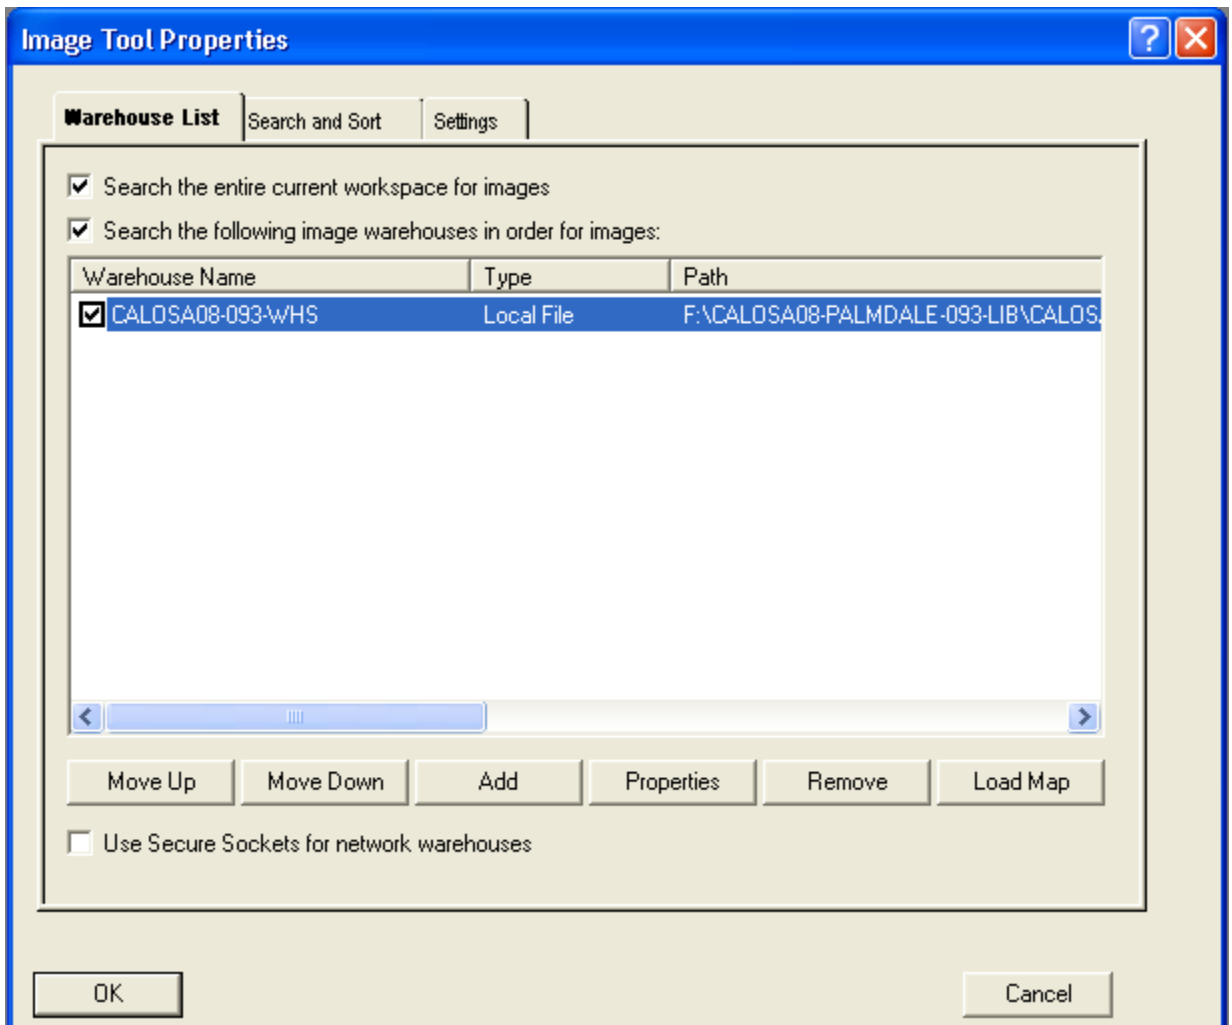 Image Tool Properties
Warehouse List Search and Sort Settings
Search the entire current workspace for images
Search the following image warehouses in order for images:
Warehouse Name Type Path
CALOSA08-093-WHS Local File F:\CALOSA08-PALMDALE-093-LIB\CALOS
Move Up Move Down Add Properties Remove Load Map
Use Secure Sockets for network warehouses
OK Cancel